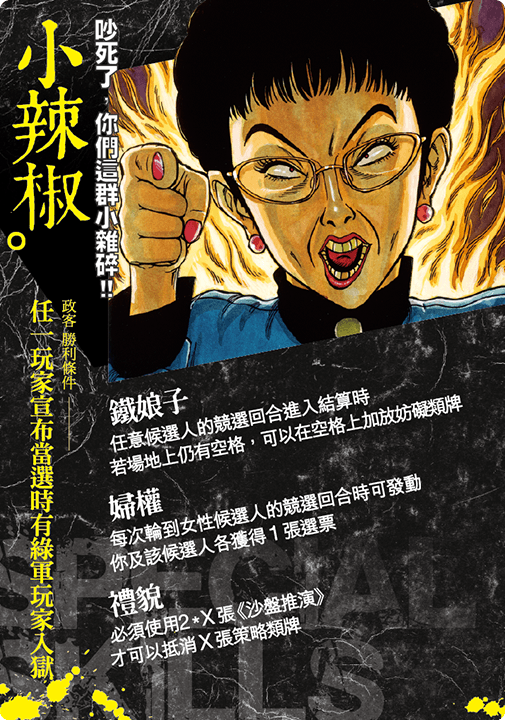 小辣椒。
吵死了，你們這群小雜碎!!
政客 勝利條件
任一玩家宣布當選時有綠軍玩家入獄
鐵娘子
任意候選人的競選回合進入結算時
若場地上仍有空格，可以在空格上加放妨礙類牌
婦權
每次輪到女性候選人的競選回合時可發動
你及該候選人各獲得1張選票
禮貌
必須使用2*X張《沙盤推演》
才可以抵消X張策略類牌
SPECIAL
SKILLS